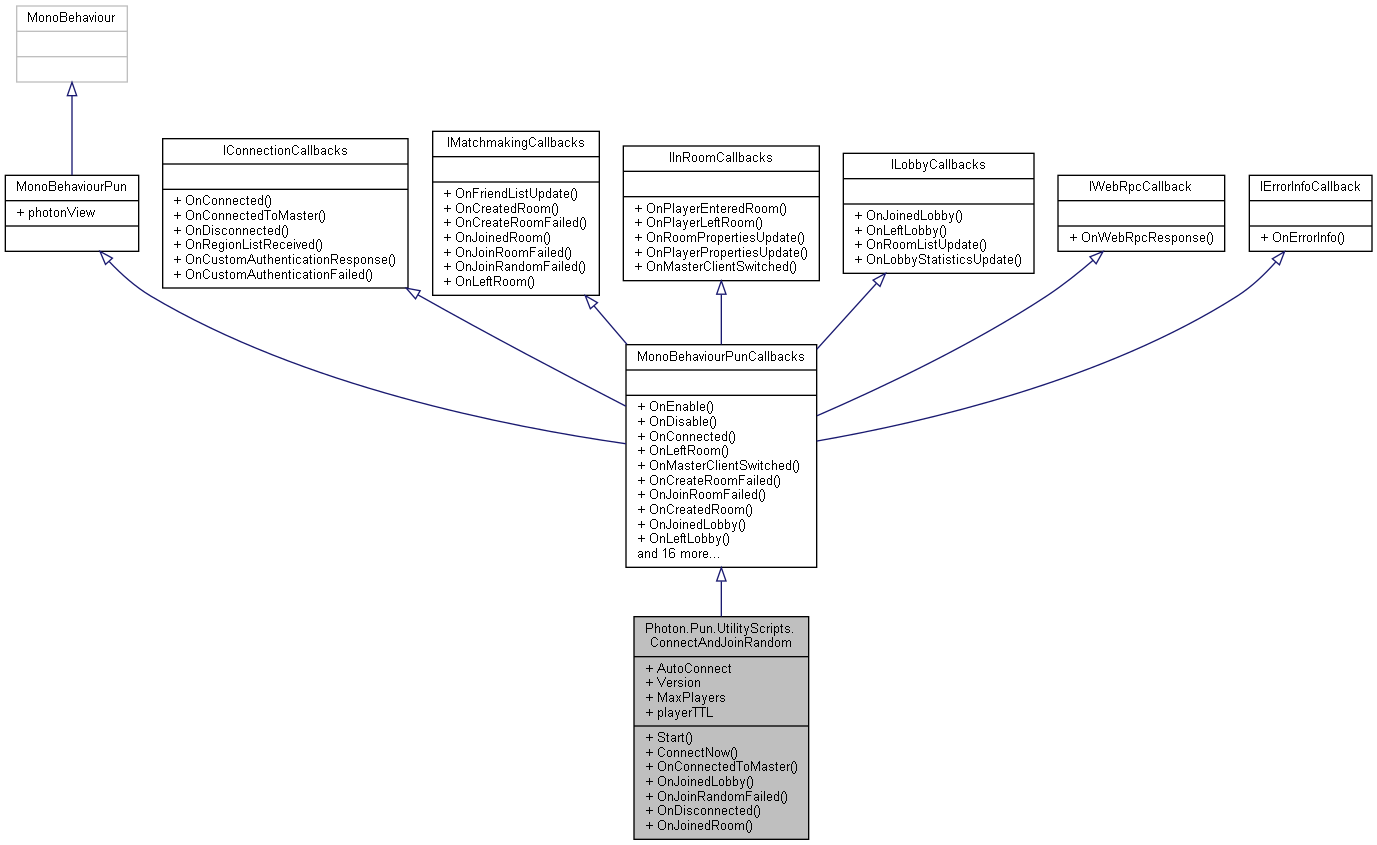 MonoBehaviour
MonoBehaviourPun
+ photonView
IConnectionCallbacks
+ OnConnected()
+ OnConnectedToMaster()
+ OnDisconnected()
+ OnRegionListReceived()
+ OnCustomAuthenticationResponse()
+ OnCustomAuthenticationFailed()
IMatchmakingCallbacks
+ OnFriendListUpdate()
+ OnCreatedRoom()
+ OnCreateRoomFailed()
+ OnJoinedRoom()
+ OnJoinRoomFailed()
+ OnJoinRandomFailed()
+ OnLeftRoom()
IInRoomCallbacks
+ OnPlayerEnteredRoom()
+ OnPlayerLeftRoom()
+ OnRoomPropertiesUpdate()
+ OnPlayerPropertiesUpdate()
+ OnMasterClientSwitched()
ILobbyCallbacks
+ OnJoinedLobby()
+ OnLeftLobby()
+ OnRoomListUpdate()
+ OnLobbyStatisticsUpdate()
IWebRpcCallback
+ OnWebRpcResponse()
IErrorInfoCallback
+ OnErrorInfo()
MonoBehaviourPunCallbacks
+ OnEnable()
+ OnDisable()
+ OnConnected()
+ OnLeftRoom()
+ OnMasterClientSwitched()
+ OnCreateRoomFailed()
+ OnJoinRoomFailed()
+ OnCreatedRoom()
+ OnJoinedLobby()
+ OnLeftLobby()
and 16 more...
Photon.Pun.UtilityScripts.
ConnectAndJoinRandom
+ AutoConnect
+ Version
+ MaxPlayers
+ playerTTL
+ Start()
+ ConnectNow()
+ OnConnectedToMaster()
+ OnJoinedLobby()
+ OnJoinRandomFailed()
+ OnDisconnected()
+ OnJoinedRoom()